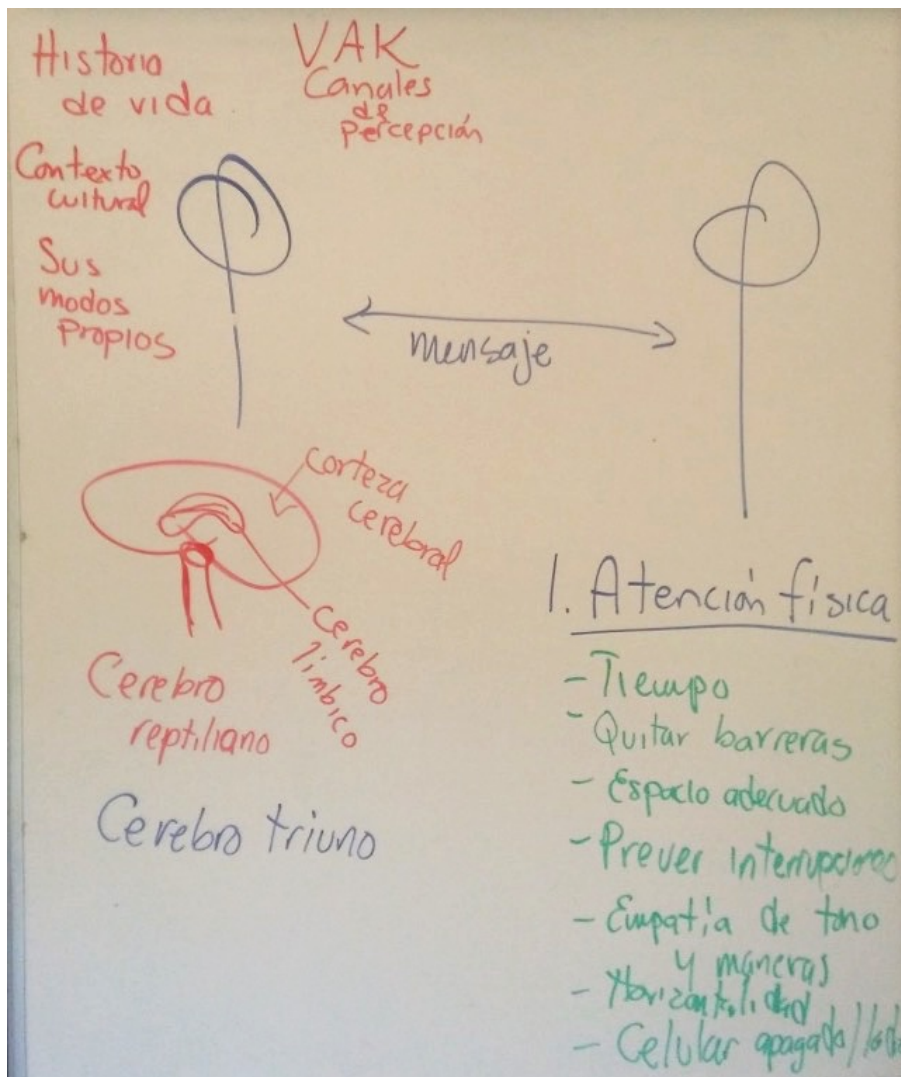 Historia
de vida
VAK
Canales
de
percepción
Contexto
cultural
Sus
modos
propios
mensaje
corteza
cerebral
cerebro
límbico
Cerebro
reptiliano
Cerebro triuno
1. Atención física
- Tiempo
- Quitar barreras
- Espacio adecuado
- Prever interrupciones
- Empatía de tono
y maneras
- Horizontalidad
- Celular apagado/